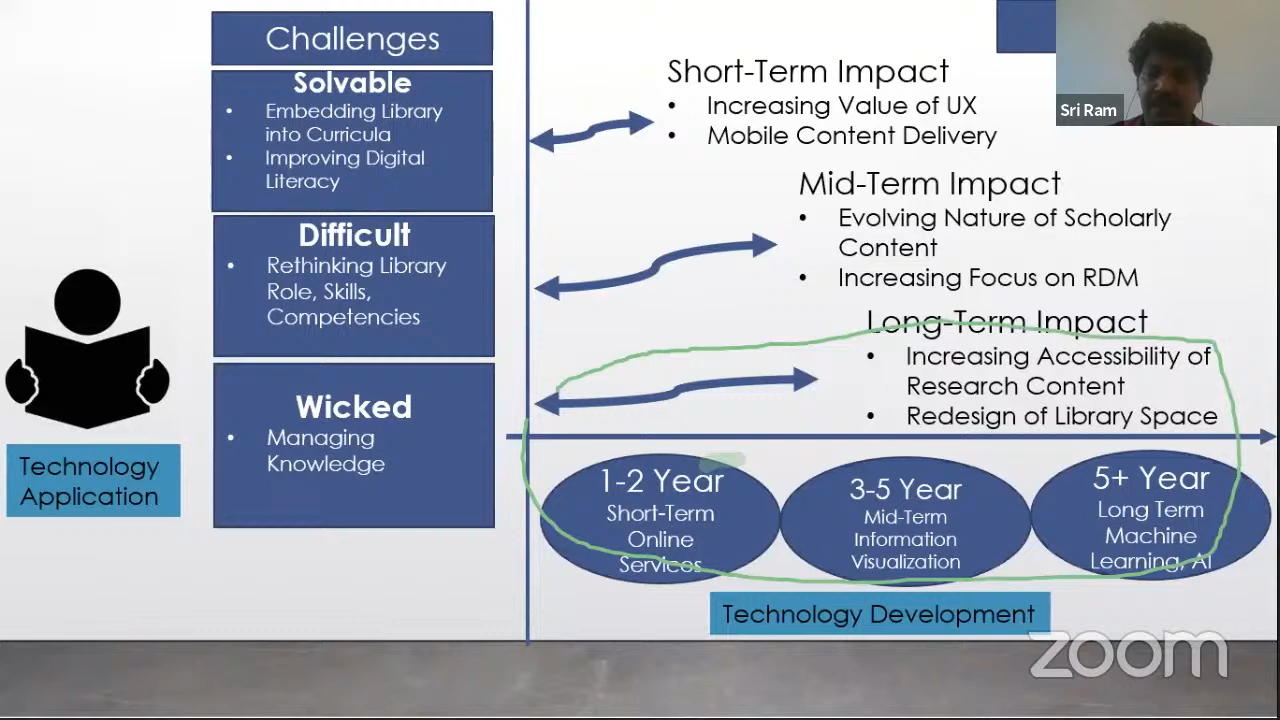 Challenges
Solvable
• Embedding Library
into Curricula
• Improving Digital
Literacy
Difficult
• Rethinking Library
Role, Skills,
Competencies
Wicked
• Managing
Knowledge
Technology
Application
Short-Term Impact
• Increasing Value of UX
• Mobile Content Delivery
Mid-Term Impact
• Evolving Nature of Scholarly
Content
• Increasing Focus on RDM
Long-Term Impact
• Increasing Accessibility of
Research Content
• Redesign of Library Space
1-2 Year
Short-Term
Online
Services
3-5 Year
Mid-Term
Information
Visualization
5+ Year
Long Term
Machine
Learning, AI
Technology Development
Sri Ram
zoom